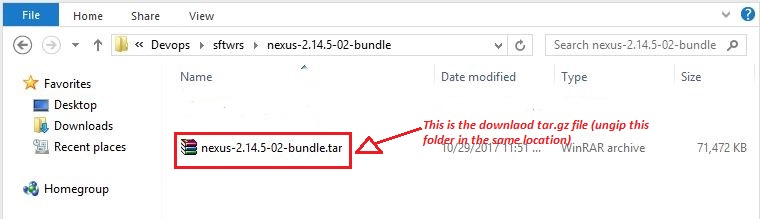 File Home Share View
« Devops › sftwrs › nexus-2.14.5-02-bundle Search nexus-2.14.5-02-bundle
Favorites
Desktop
Downloads
Recent places
Homegroup
Name Date modified Type Size
This is the downlaod tar.gz file (ungip this
folder in the same location)
nexus-2.14.5-02-bundle.tar 10/29/2017 11:51 ... WinRAR archive 71,472 KB